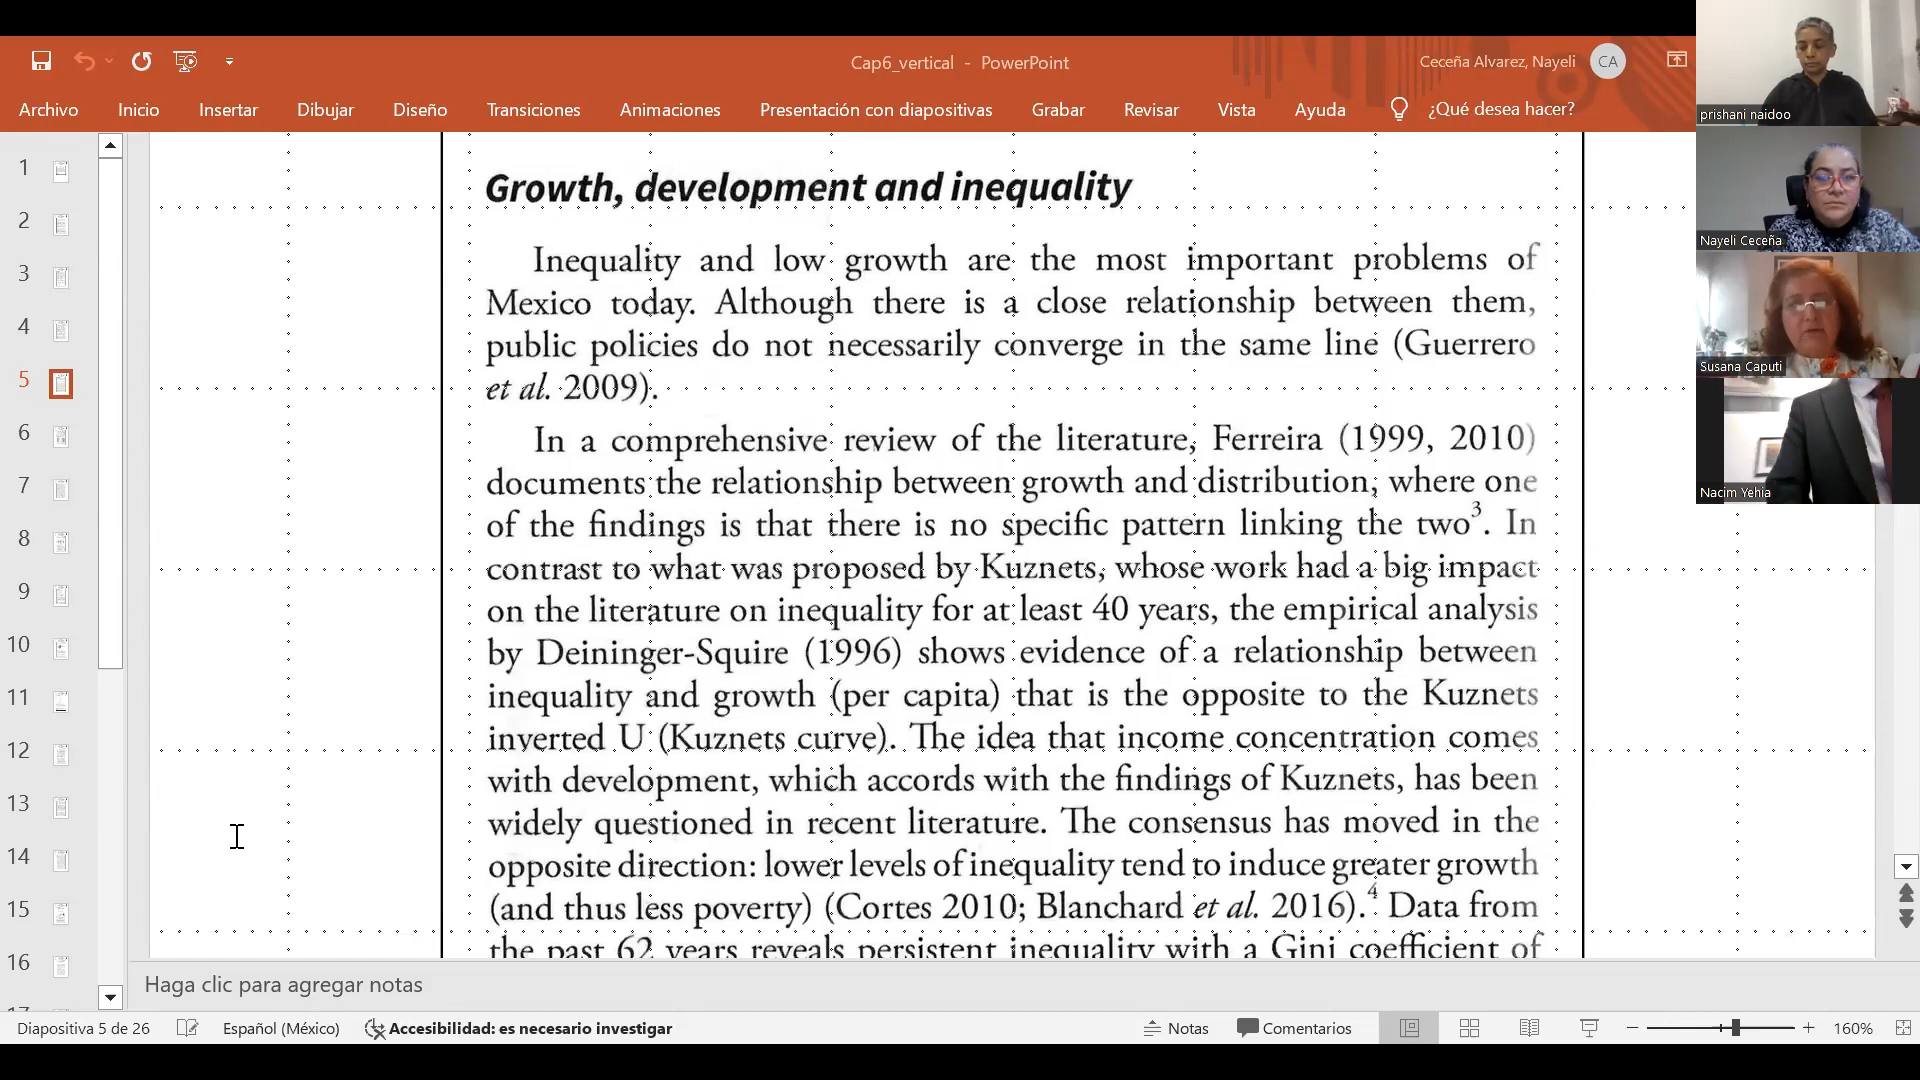 Cap6_vertical - PowerPoint
Ceceña Alvarez, Nayeli
CA
Archivo Inicio Insertar Dibujar Diseño Transiciones Animaciones Presentación con diapositivas Grabar Revisar Vista Ayuda ¿Qué desea hacer?
prishani naidoo
Nayeli Ceceña
Susana Caputi
Nacim Yehia
1
2
3
4
5
6
7
8
9
10
11
12
13
14
15
16
Growth, development and inequality
Inequality and low growth are the most important problems of
Mexico today. Although there is a close relationship between them,
public policies do not necessarily converge in the same line (Guerrero
et al. 2009).
In a comprehensive review of the literature, Ferreira (1999, 2010)
documents the relationship between growth and distribution, where one
of the findings is that there is no specific pattern linking the two³. In
contrast to what was proposed by Kuznets, whose work had a big impact
on the literature on inequality for at least 40 years, the empirical analysis
by Deininger-Squire (1996) shows evidence of a relationship between
inequality and growth (per capita) that is the opposite to the Kuznets
inverted U (Kuznets curve). The idea that income concentration comes
with development, which accords with the findings of Kuznets, has been
widely questioned in recent literature. The consensus has moved in the
opposite direction: lower levels of inequality tend to induce greater growth
(and thus less poverty) (Cortes 2010; Blanchard et al. 2016).⁴ Data from
the past 62 years reveals persistent inequality with a Gini coefficient of
Haga clic para agregar notas
Diapositiva 5 de 26 Español (México) Accesibilidad: es necesario investigar Notas Comentarios 160%